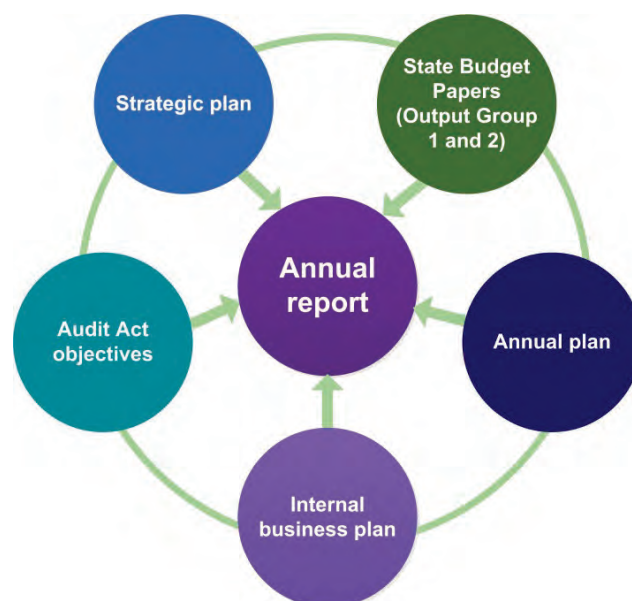 Strategic plan
State Budget
Papers
(Output Group
1 and 2)
Annual
report
Audit Act
objectives
Annual plan
Internal
business plan